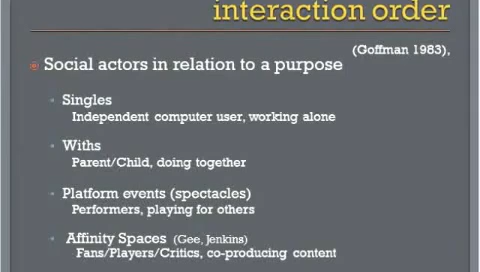 interaction order
(Goffman 1983),
Social actors in relation to a purpose
Singles
Independent computer user, working alone
Withs
Parent/Child, doing together
Platform events (spectacles)
Performers, playing for others
Affinity Spaces (Gee, Jenkins)
Fans/Players/Critics, co-producing content